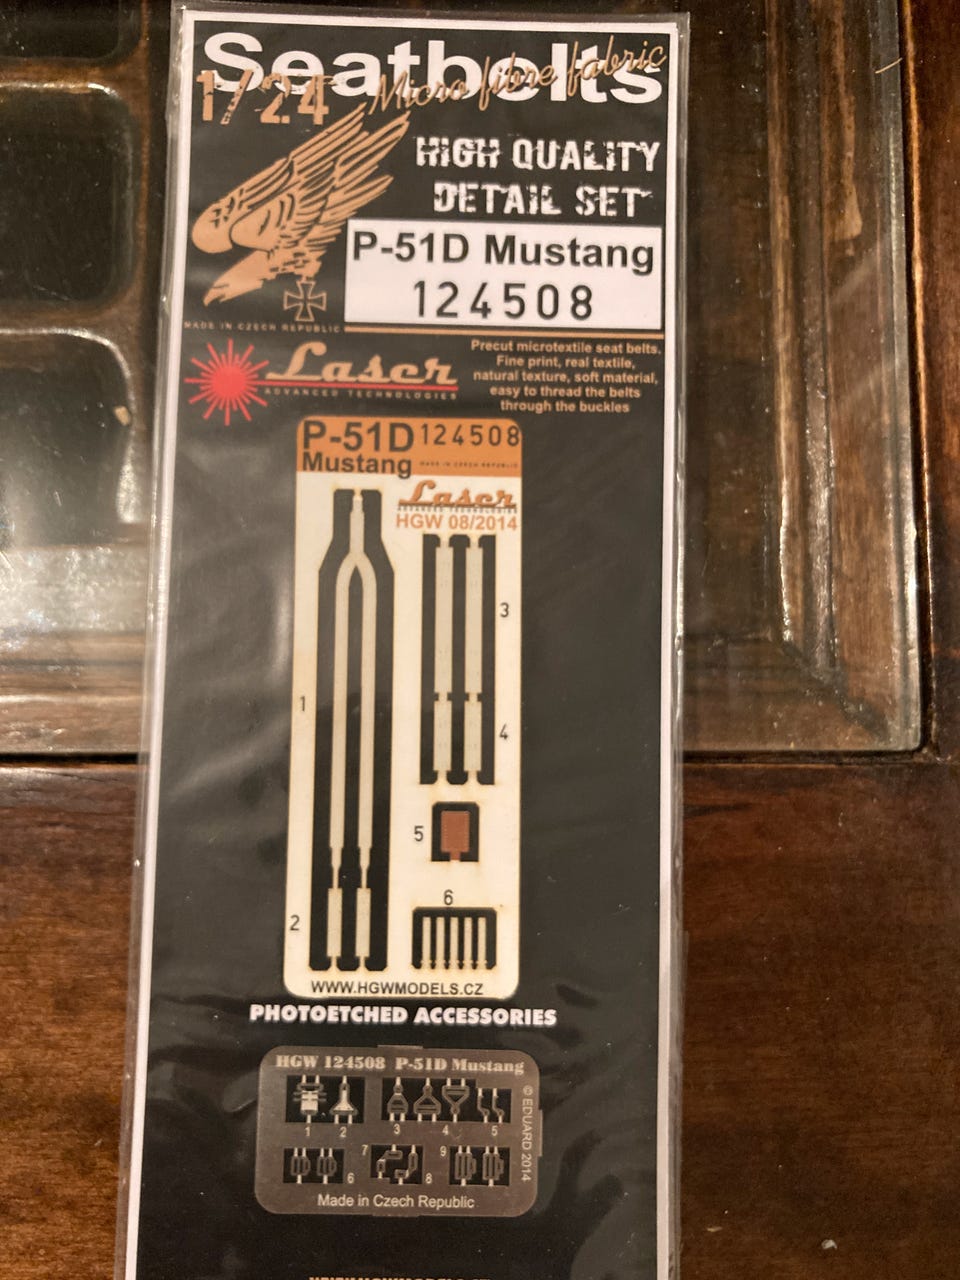 Seatbelts
1/24 Micro fibre fabric
HIGH QUALITY
DETAIL SET
P-51D Mustang
124508
MADE IN CZECH REPUBLIC
Laser
ADVANCED TECHNOLOGIES
Precut microtextile seat belts,
Fine print, real textile,
natural texture, soft material,
easy to thread the belts
through the buckles
P-51D 124508
Mustang MADE IN CZECH REPUBLIC
Laser
ADVANCED TECHNOLOGIES
HGW 08/2014
3
1
4
5
6
2
WWW.HGWMODELS.CZ
PHOTOETCHED ACCESSORIES
HGW 124508 P-51D Mustang
1 2 3 4 5
© EDUARD 2014
6 7 8 9
Made in Czech Republic